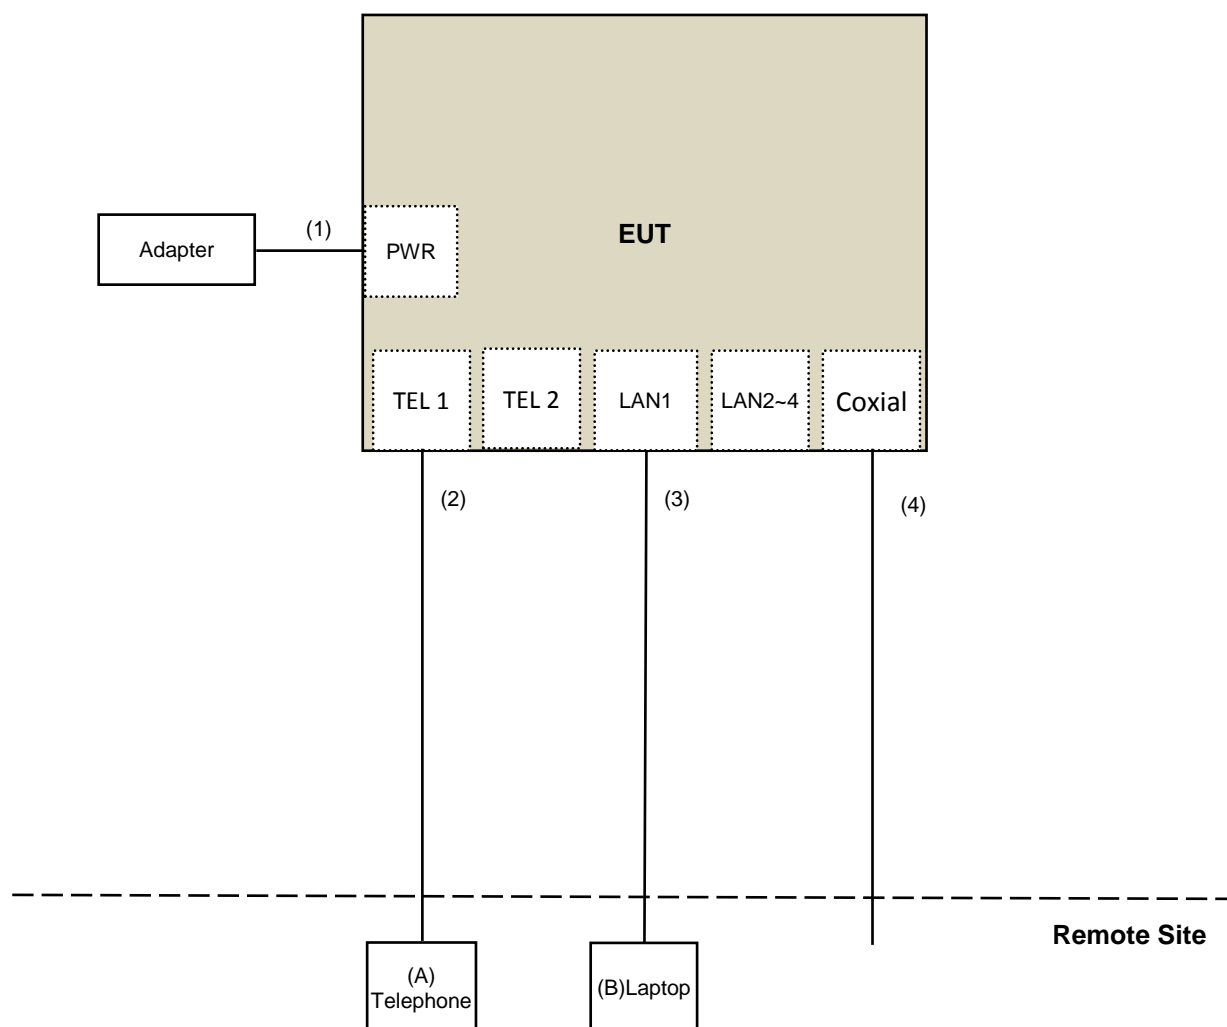 (1)
Adapter
PWR
EUT
TEL 1
TEL 2
LAN1
LAN2~4
Coxial
(2)
(3)
(4)
Remote Site
(A)
Telephone
(B)Laptop